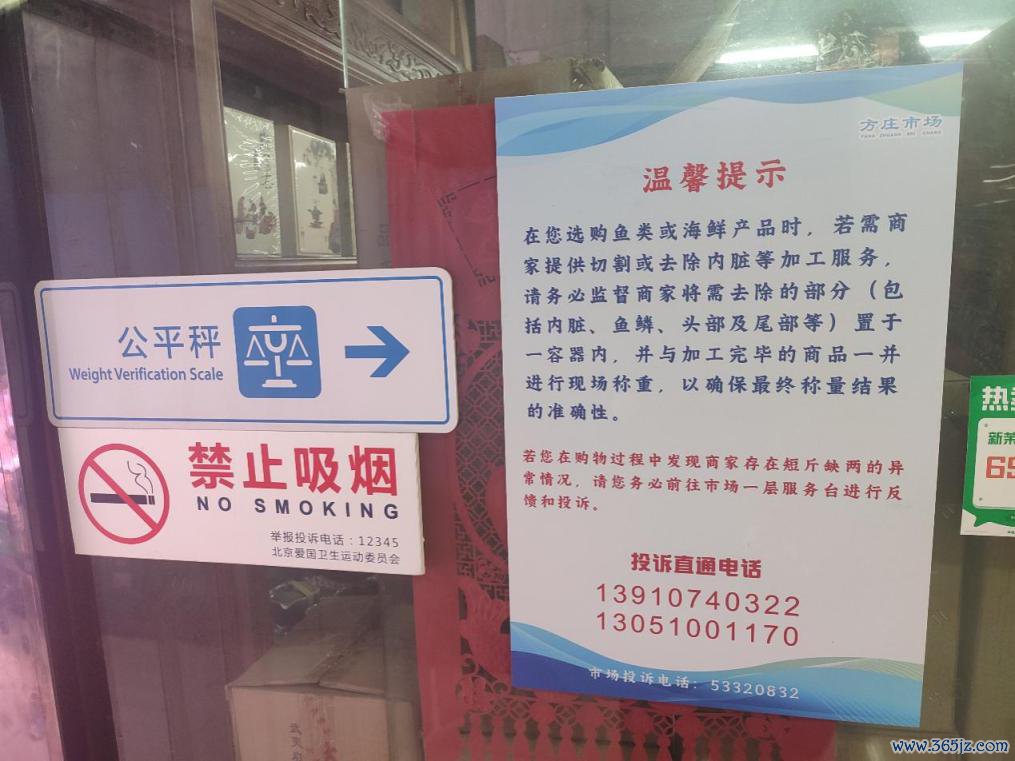 公平秤
Weight Verification Scale
禁止吸烟
NO SMOKING
举报投诉电话：12345
北京爱国卫生运动委员会
方庄市场
FANG ZHUANG SHI CHANG
温馨提示
在您选购鱼类或海鲜产品时，若需商
家提供切割或去除内脏等加工服务，
请务必监督商家将需去除的部分（包
括内脏、鱼鳞、头部及尾部等）置于
一容器内，并与加工完毕的商品一并
进行现场称重，以确保最终称量结果
的准确性。
若您在购物过程中发现商家存在短斤缺两的异
常情况，请您务必前往市场一层服务台进行反
馈和投诉。
投诉直通电话
13910740322
13051001170
市场投诉电话：53320832
www.365jz.com